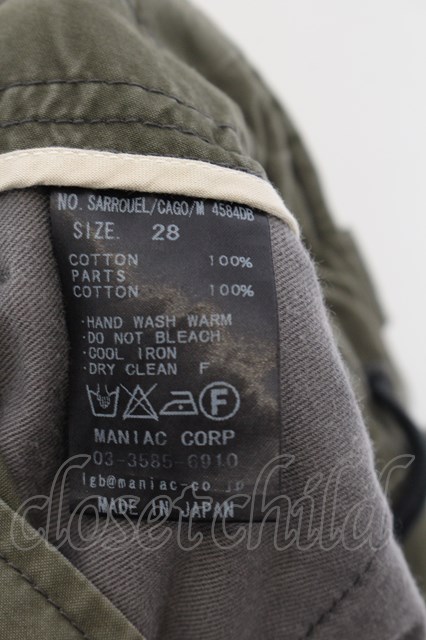 NO. SARROUEL/CAGO/M 4584DB
SIZE. 28
COTTON 100%
PARTS
COTTON 100%
·HAND WASH WARM
·DO NOT BLEACH
·COOL IRON
·DRY CLEAN F
F
MANIAC CORP
03-3585-6910
lgb@maniac-co.jp
MADE IN JAPAN
closetchild